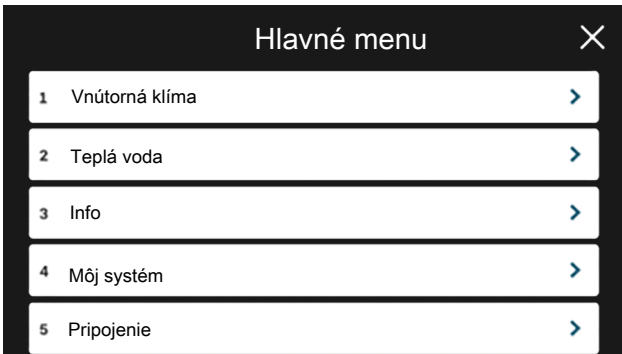 Hlavné menu
1 Vnútorná klíma
2 Teplá voda
3 Info
4 Môj systém
5 Pripojenie